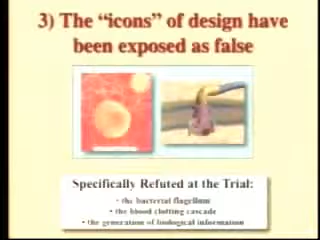 3) The “icons” of design have
been exposed as false
Specifically Refuted at the Trial:
• the bacterial flagellum
• the blood clotting cascade
• the generation of biological information